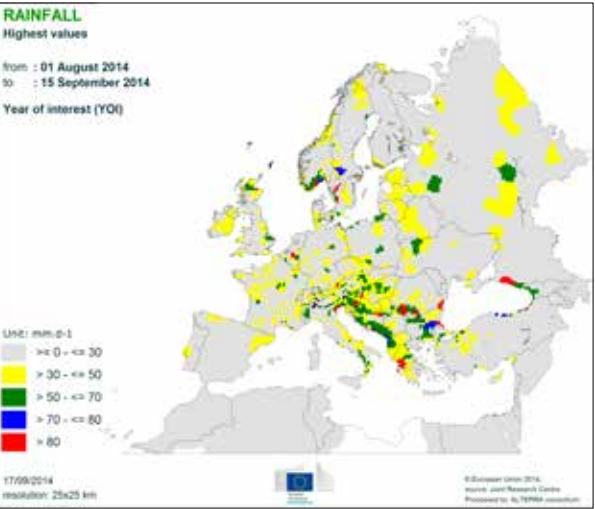 RAINFALL
Highest values
from : 01 August 2014
to : 15 September 2014
Year of interest (YOI)
Unit: mm.d-1
>= 0 - <= 30
> 30 - <= 50
> 50 - <= 70
> 70 - <= 80
> 80
17/09/2014
resolution: 25x25 km
© European Union 2014,
source: Joint Research Centre
Processed by ALTERRA consortium